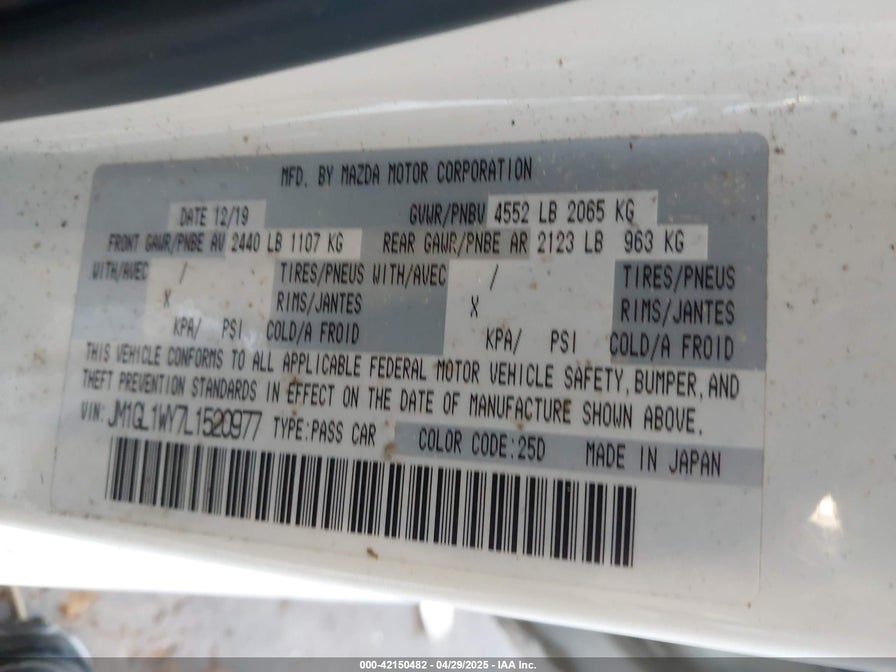 MFD. BY MAZDA MOTOR CORPORATION
DATE 12/19 GVWR/PNBV 4552 LB 2065 KG
FRONT GAWR/PNBE AV 2440 LB 1107 KG REAR GAWR/PNBE AR 2123 LB 963 KG
WITH/AVEC / TIRES/PNEUS WITH/AVEC / TIRES/PNEUS
X RIMS/JANTES X RIMS/JANTES
KPA/ PSI COLD/A FROID KPA/ PSI COLD/A FROID
THIS VEHICLE CONFORMS TO ALL APPLICABLE FEDERAL MOTOR VEHICLE SAFETY, BUMPER, AND
THEFT PREVENTION STANDARDS IN EFFECT ON THE DATE OF MANUFACTURE SHOWN ABOVE.
VIN: JM1GL1WY7L1520977 TYPE:PASS CAR COLOR CODE:25D MADE IN JAPAN
000-42150482 - 04/29/2025 - IAA Inc.